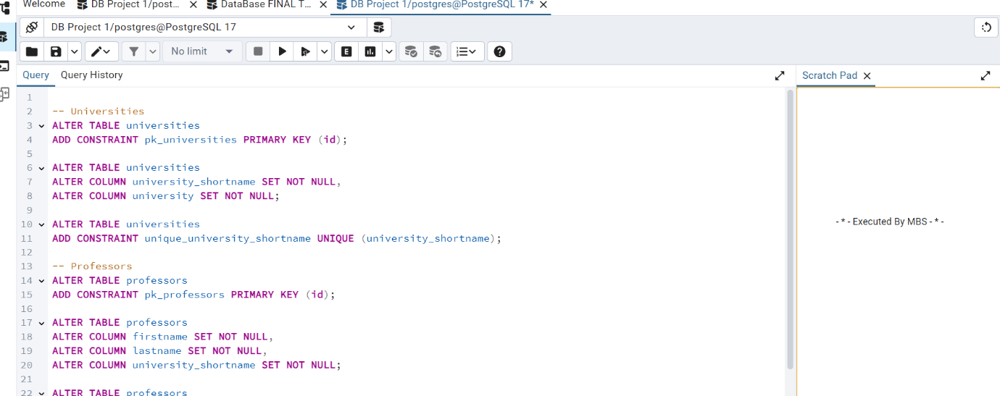 Welcome DB Project 1/post... DataBase FINAL T... DB Project 1/postgres@PostgreSQL 17*
DB Project 1/postgres@PostgreSQL 17
No limit
E
Query Query History
Scratch Pad
1
2 -- Universities
3 ALTER TABLE universities
4 ADD CONSTRAINT pk_universities PRIMARY KEY (id);
5
6 ALTER TABLE universities
7 ALTER COLUMN university_shortname SET NOT NULL,
8 ALTER COLUMN university SET NOT NULL;
9
10 ALTER TABLE universities
11 ADD CONSTRAINT unique_university_shortname UNIQUE (university_shortname);
12
13 -- Professors
14 ALTER TABLE professors
15 ADD CONSTRAINT pk_professors PRIMARY KEY (id);
16
17 ALTER TABLE professors
18 ALTER COLUMN firstname SET NOT NULL,
19 ALTER COLUMN lastname SET NOT NULL,
20 ALTER COLUMN university_shortname SET NOT NULL;
21
22 ALTER TABLE professors
- * - Executed By MBS - * -